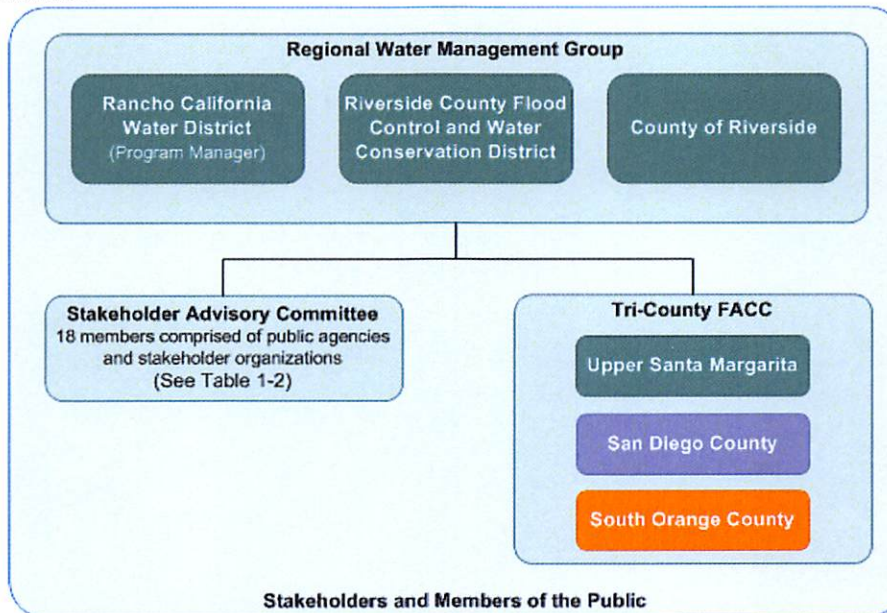 Regional Water Management Group
Rancho California
Water District
(Program Manager)
Riverside County Flood
Control and Water
Conservation District
County of Riverside
Stakeholder Advisory Committee
18 members comprised of public agencies
and stakeholder organizations
(See Table 1-2)
Tri-County FACC
Upper Santa Margarita
San Diego County
South Orange County
Stakeholders and Members of the Public